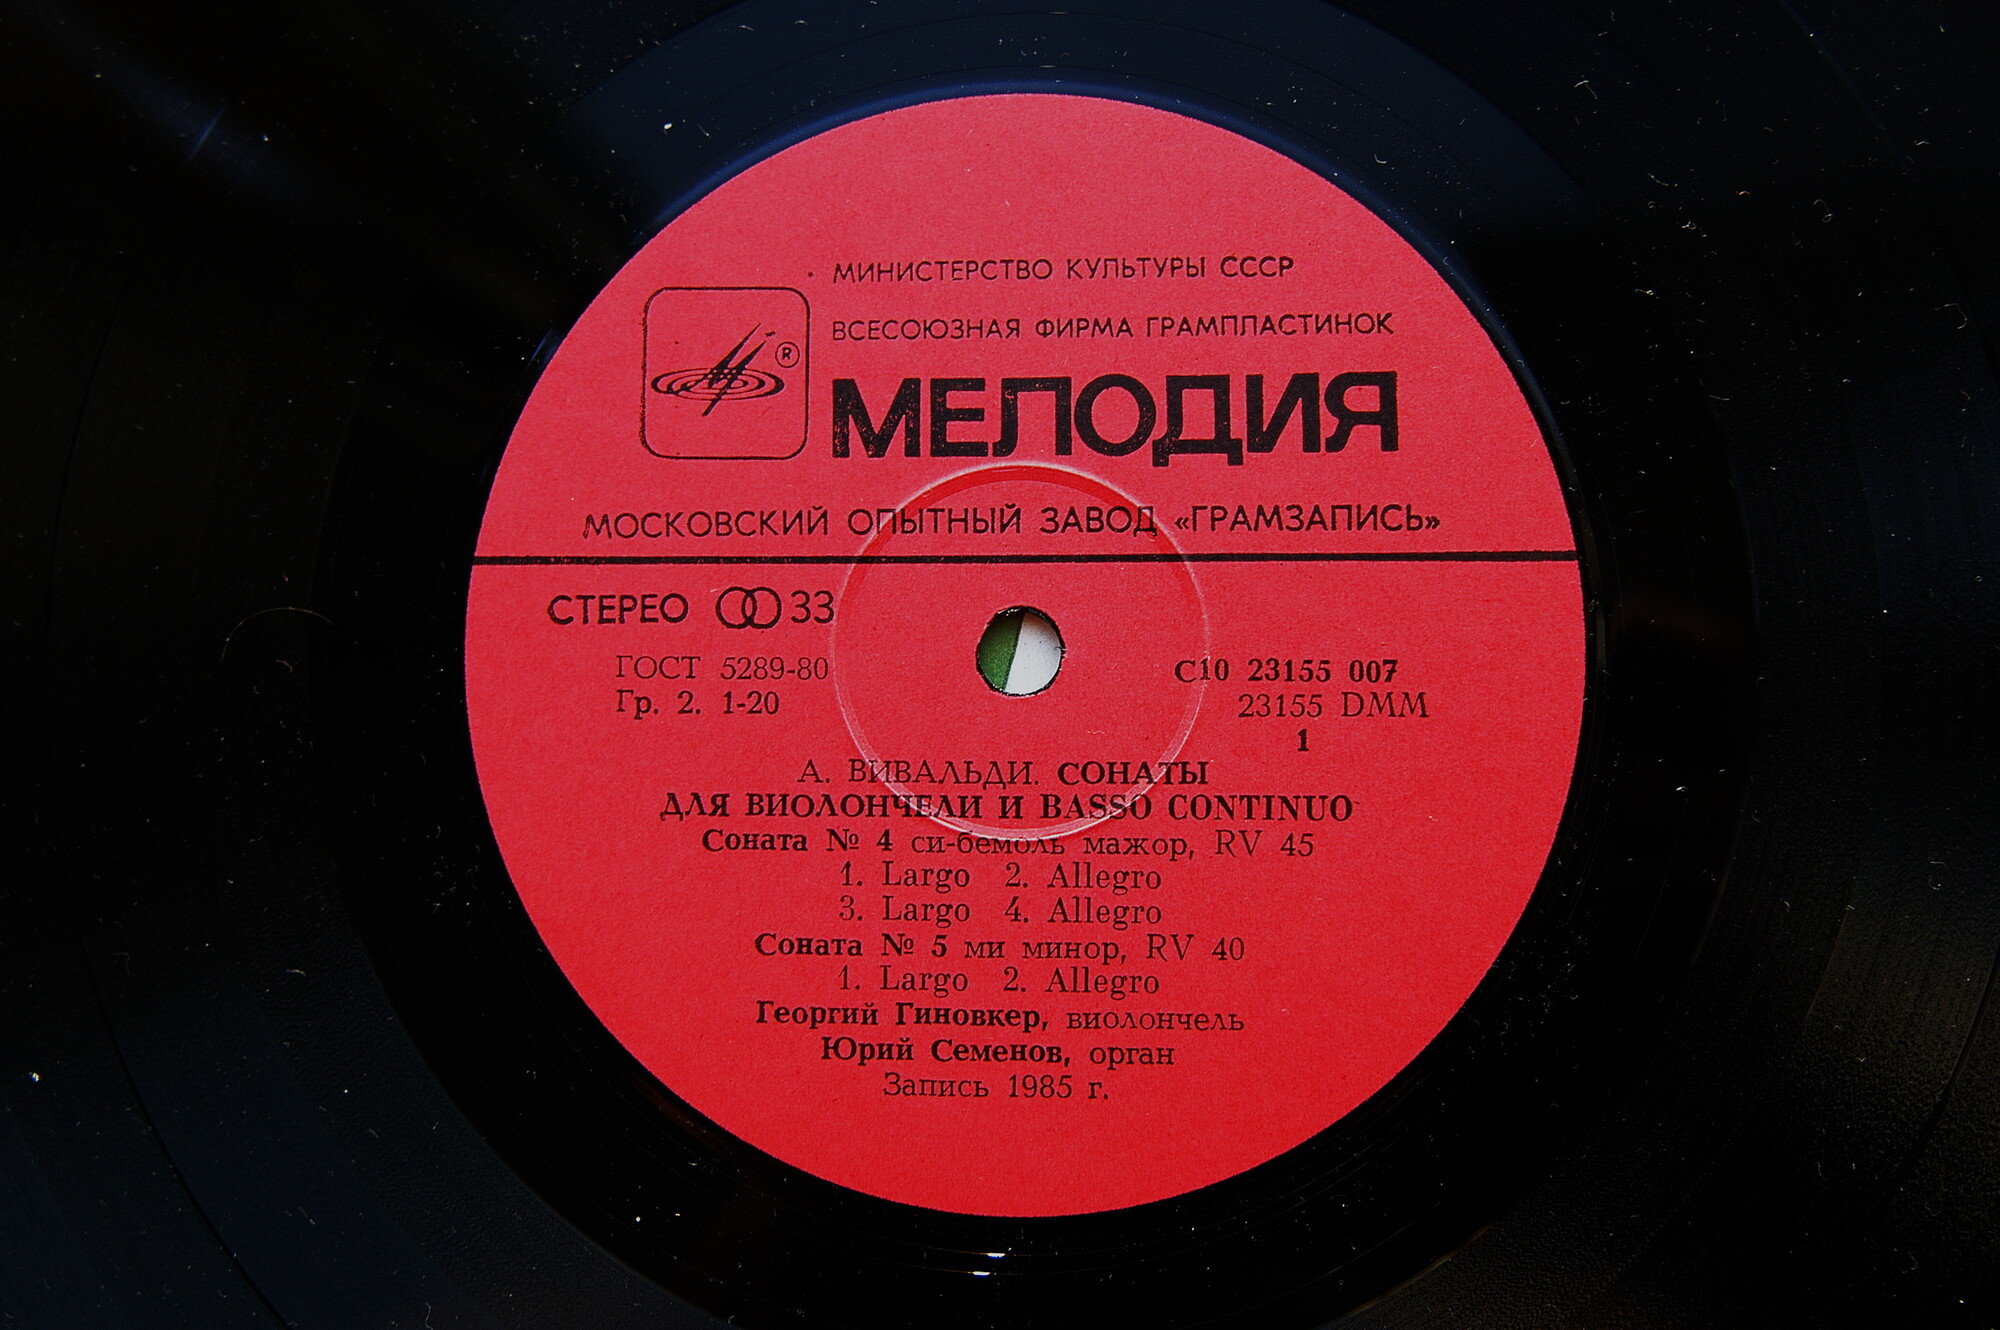 МИНИСТЕРСТВО КУЛЬТУРЫ СССР
ВСЕСОЮЗНАЯ ФИРМА ГРАМПЛАСТИНОК
®
МЕЛОДИЯ
МОСКОВСКИЙ ОПЫТНЫЙ ЗАВОД «ГРАМЗАПИСЬ»
СТЕРЕО 33
ГОСТ 5289-80
Гр. 2. 1-20
С10 23155 007
23155 DMM
1
А. ВИВАЛЬДИ. СОНАТЫ
ДЛЯ ВИОЛОНЧЕЛИ И BASSO CONTINUO
Соната № 4 си-бемоль мажор, RV 45
1. Largo 2. Allegro
3. Largo 4. Allegro
Соната № 5 ми минор, RV 40
1. Largo 2. Allegro
Георгий Гиновкер, виолончель
Юрий Семенов, орган
Запись 1985 г.